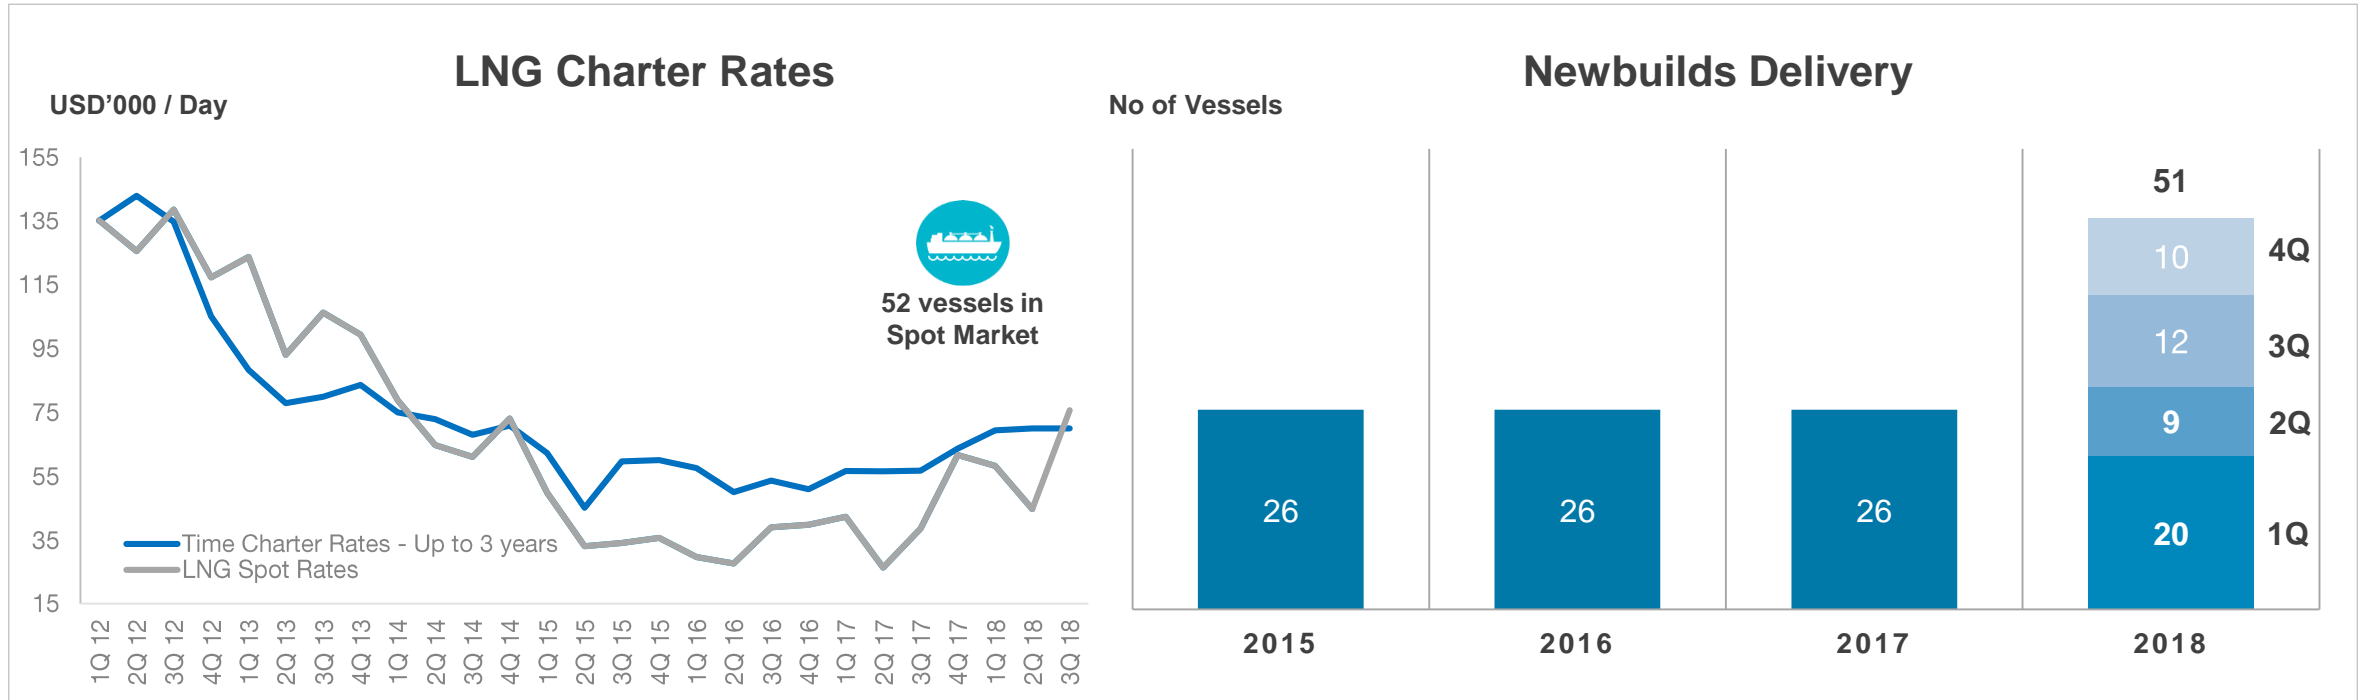 LNG Charter Rates
USD’000 / Day
155
135
115
95
75
55
35
15
52 vessels in
Spot Market
Time Charter Rates - Up to 3 years
LNG Spot Rates
1Q 12
2Q 12
3Q 12
4Q 12
1Q 13
2Q 13
3Q 13
4Q 13
1Q 14
2Q 14
3Q 14
4Q 14
1Q 15
2Q 15
3Q 15
4Q 15
1Q 16
2Q 16
3Q 16
4Q 16
1Q 17
2Q 17
3Q 17
4Q 17
1Q 18
2Q 18
3Q 18
Newbuilds Delivery
No of Vessels
51
10
4Q
12
3Q
9
2Q
26
26
26
20
1Q
2015
2016
2017
2018